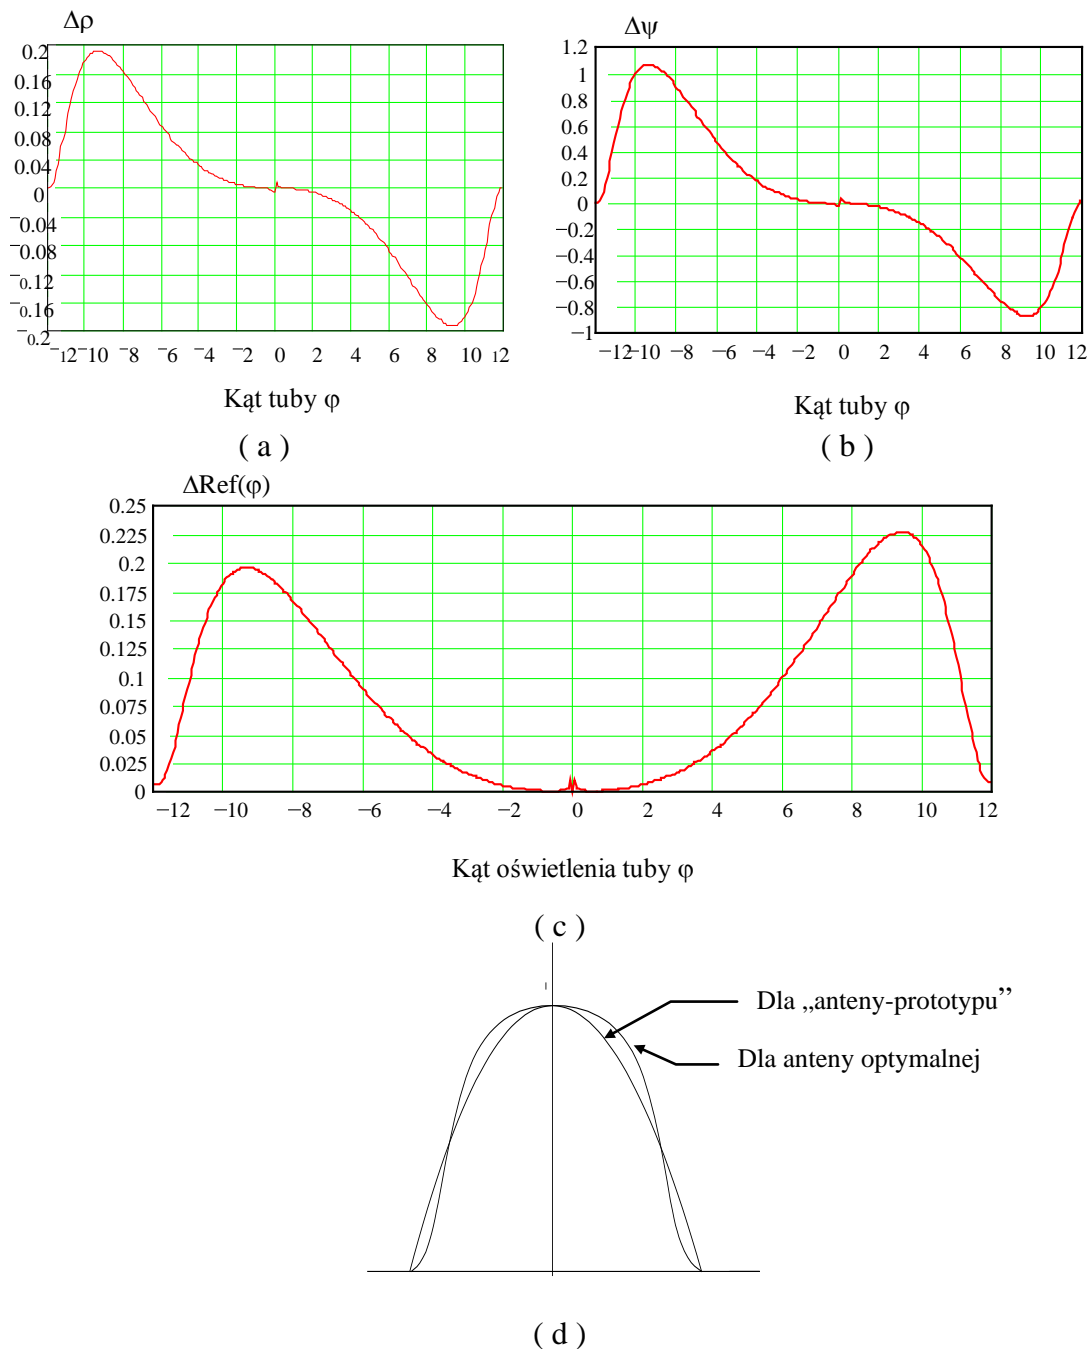 Δρ
0.2
0.16
0.12
0.08
0.04
0
−0.04
−0.08
−0.12
−0.16
−0.2
−12 −10 −8 −6 −4 −2 0 2 4 6 8 10 12
Kąt tuby φ
( a )
Δψ
1.2
1
0.8
0.6
0.4
0.2
0
−0.2
−0.4
−0.6
−0.8
−1
−12 −10 −8 −6 −4 −2 0 2 4 6 8 10 12
Kąt tuby φ
( b )
ΔRef(φ)
0.25
0.225
0.2
0.175
0.15
0.125
0.1
0.075
0.05
0.025
0
−12 −10 −8 −6 −4 −2 0 2 4 6 8 10 12
Kąt oświetlenia tuby φ
( c )
Dla „anteny-prototypu”
Dla anteny optymalnej
( d )